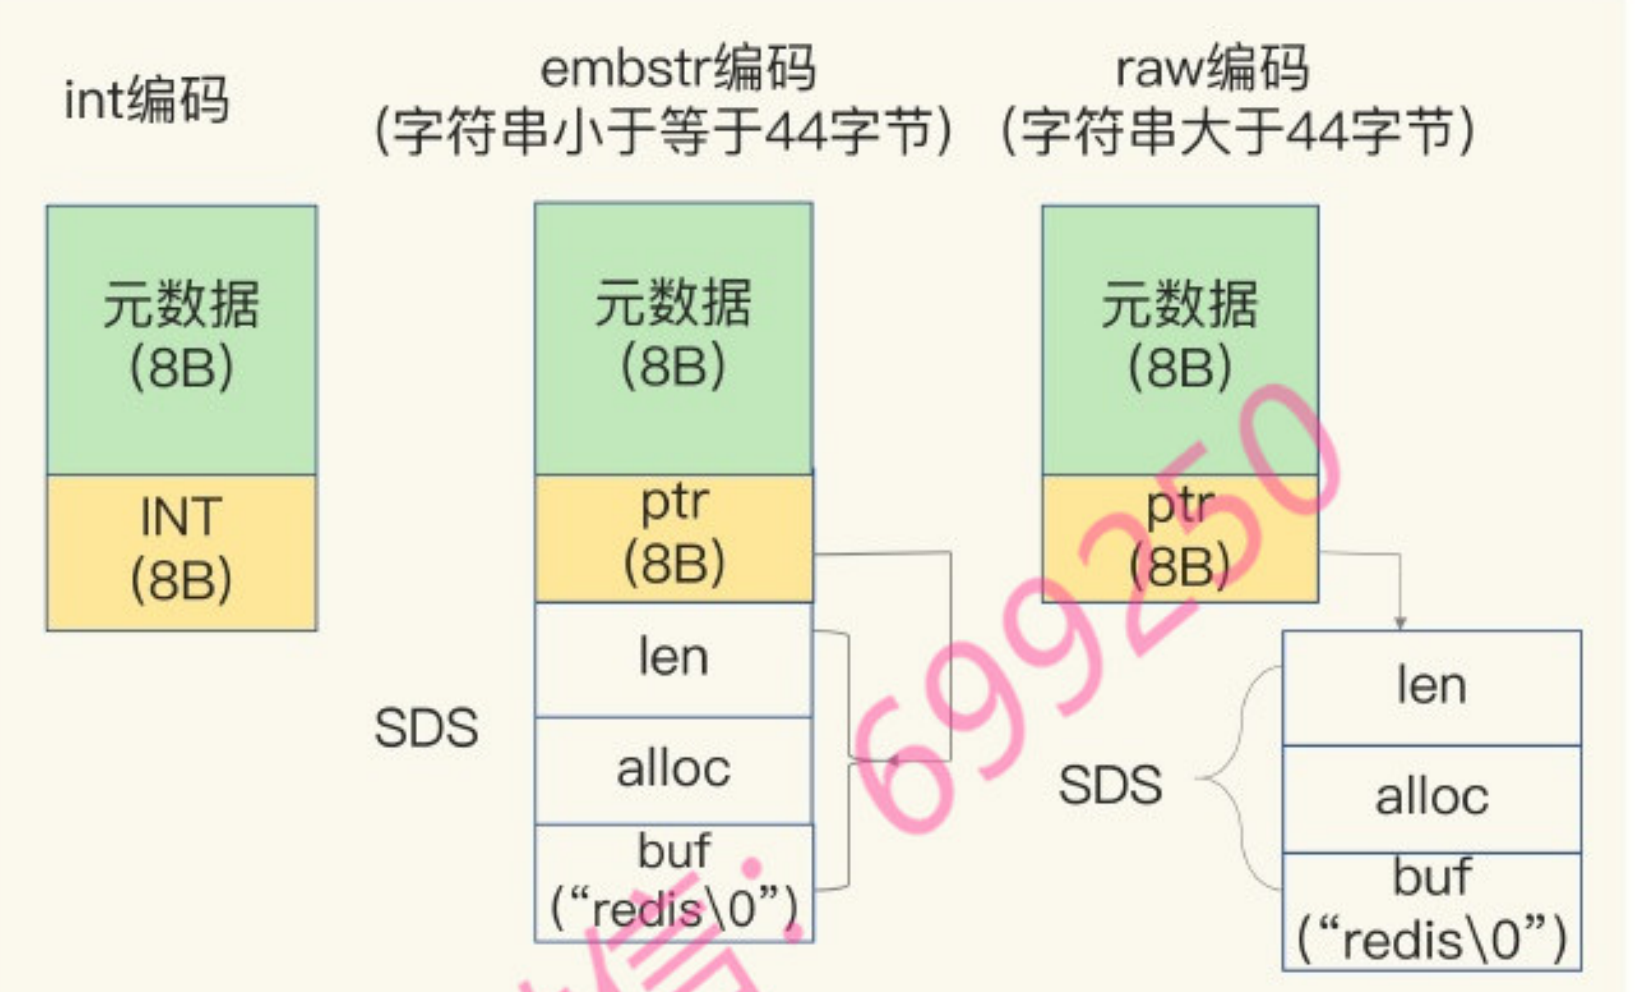 int编码
embstr编码
(字符串小于等于44字节)
raw编码
(字符串大于44字节)
元数据
(8B)
INT
(8B)
元数据
(8B)
ptr
(8B)
SDS
len
alloc
buf
(“redis\0”)
元数据
(8B)
ptr
(8B)
SDS
len
alloc
buf
(“redis\0”)
信: 699250